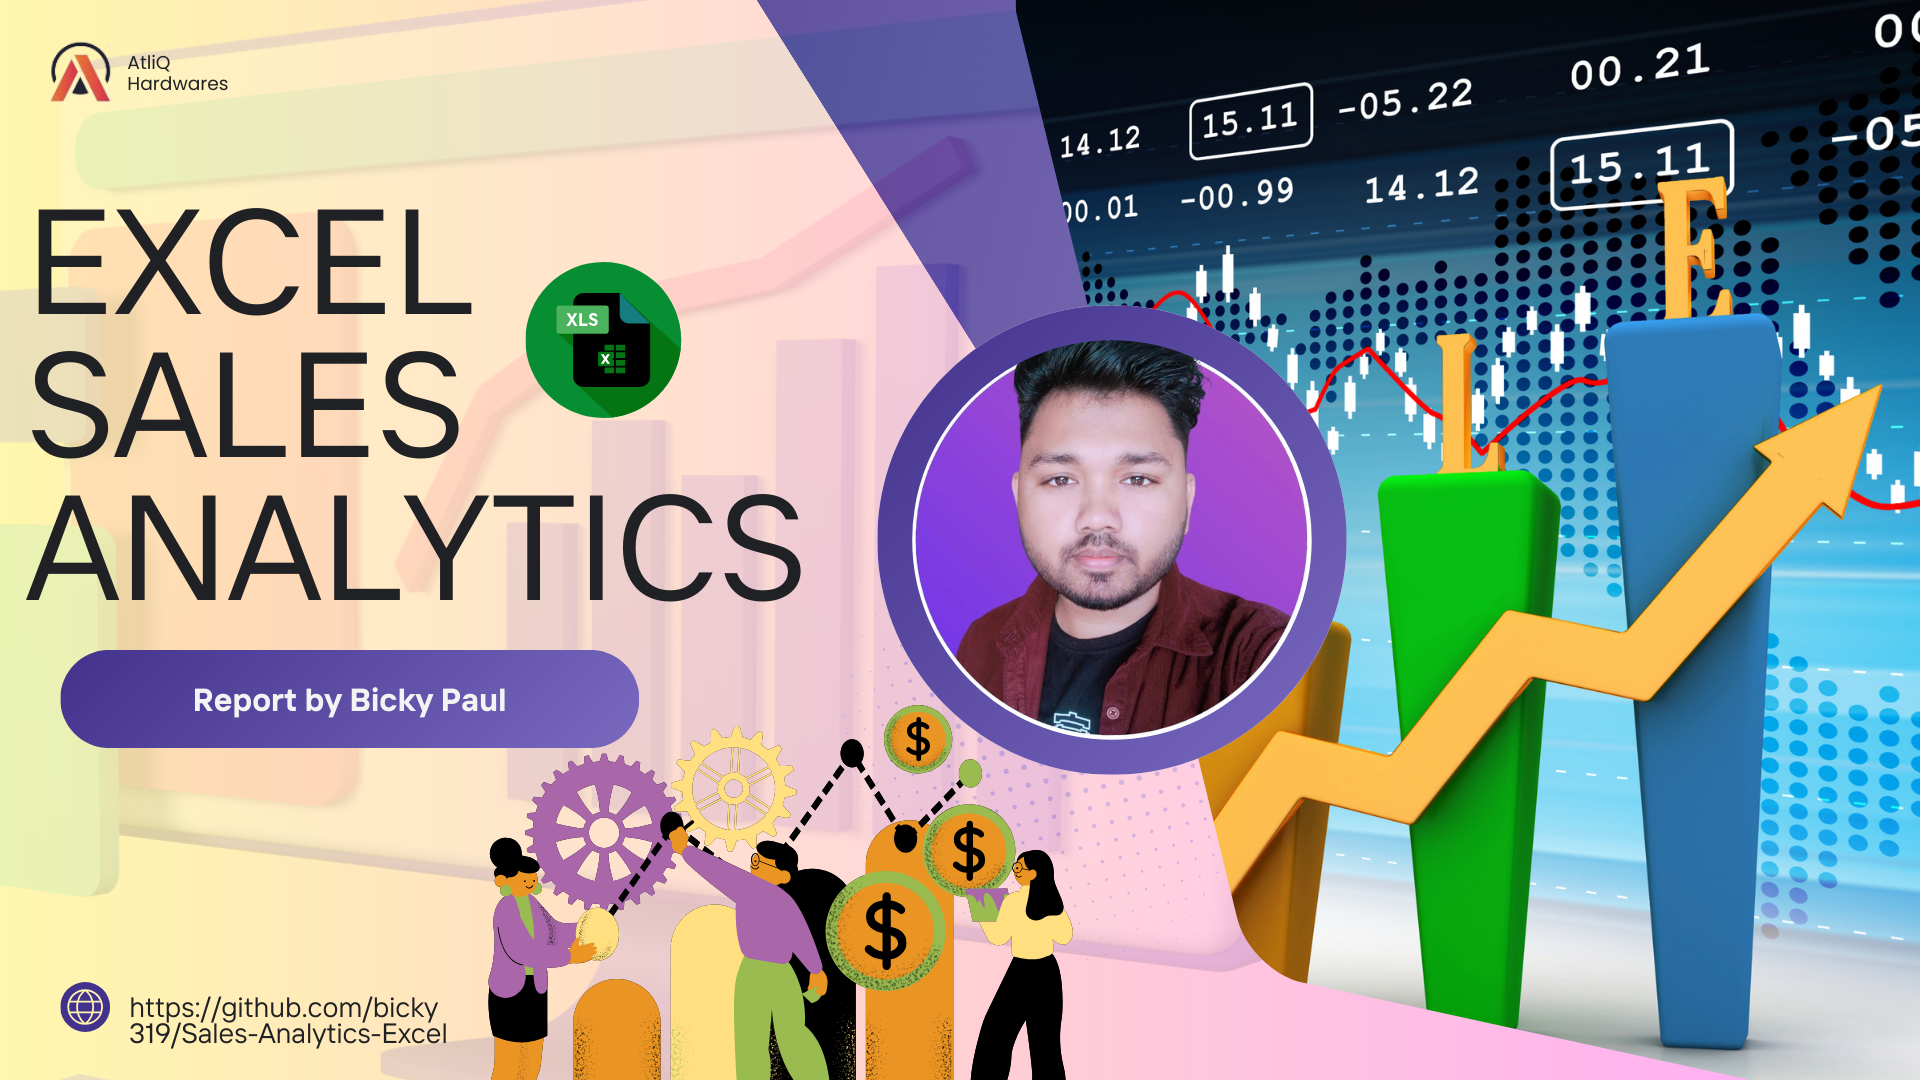 AtliQ
Hardwares
EXCEL
SALES
ANALYTICS
XLS
X
Report by Bicky Paul
https://github.com/bicky
319/Sales-Analytics-Excel
14.12 15.11 -05.22 00.21
00.01 -00.99 14.12 15.11 -05
L
E
$
$
$